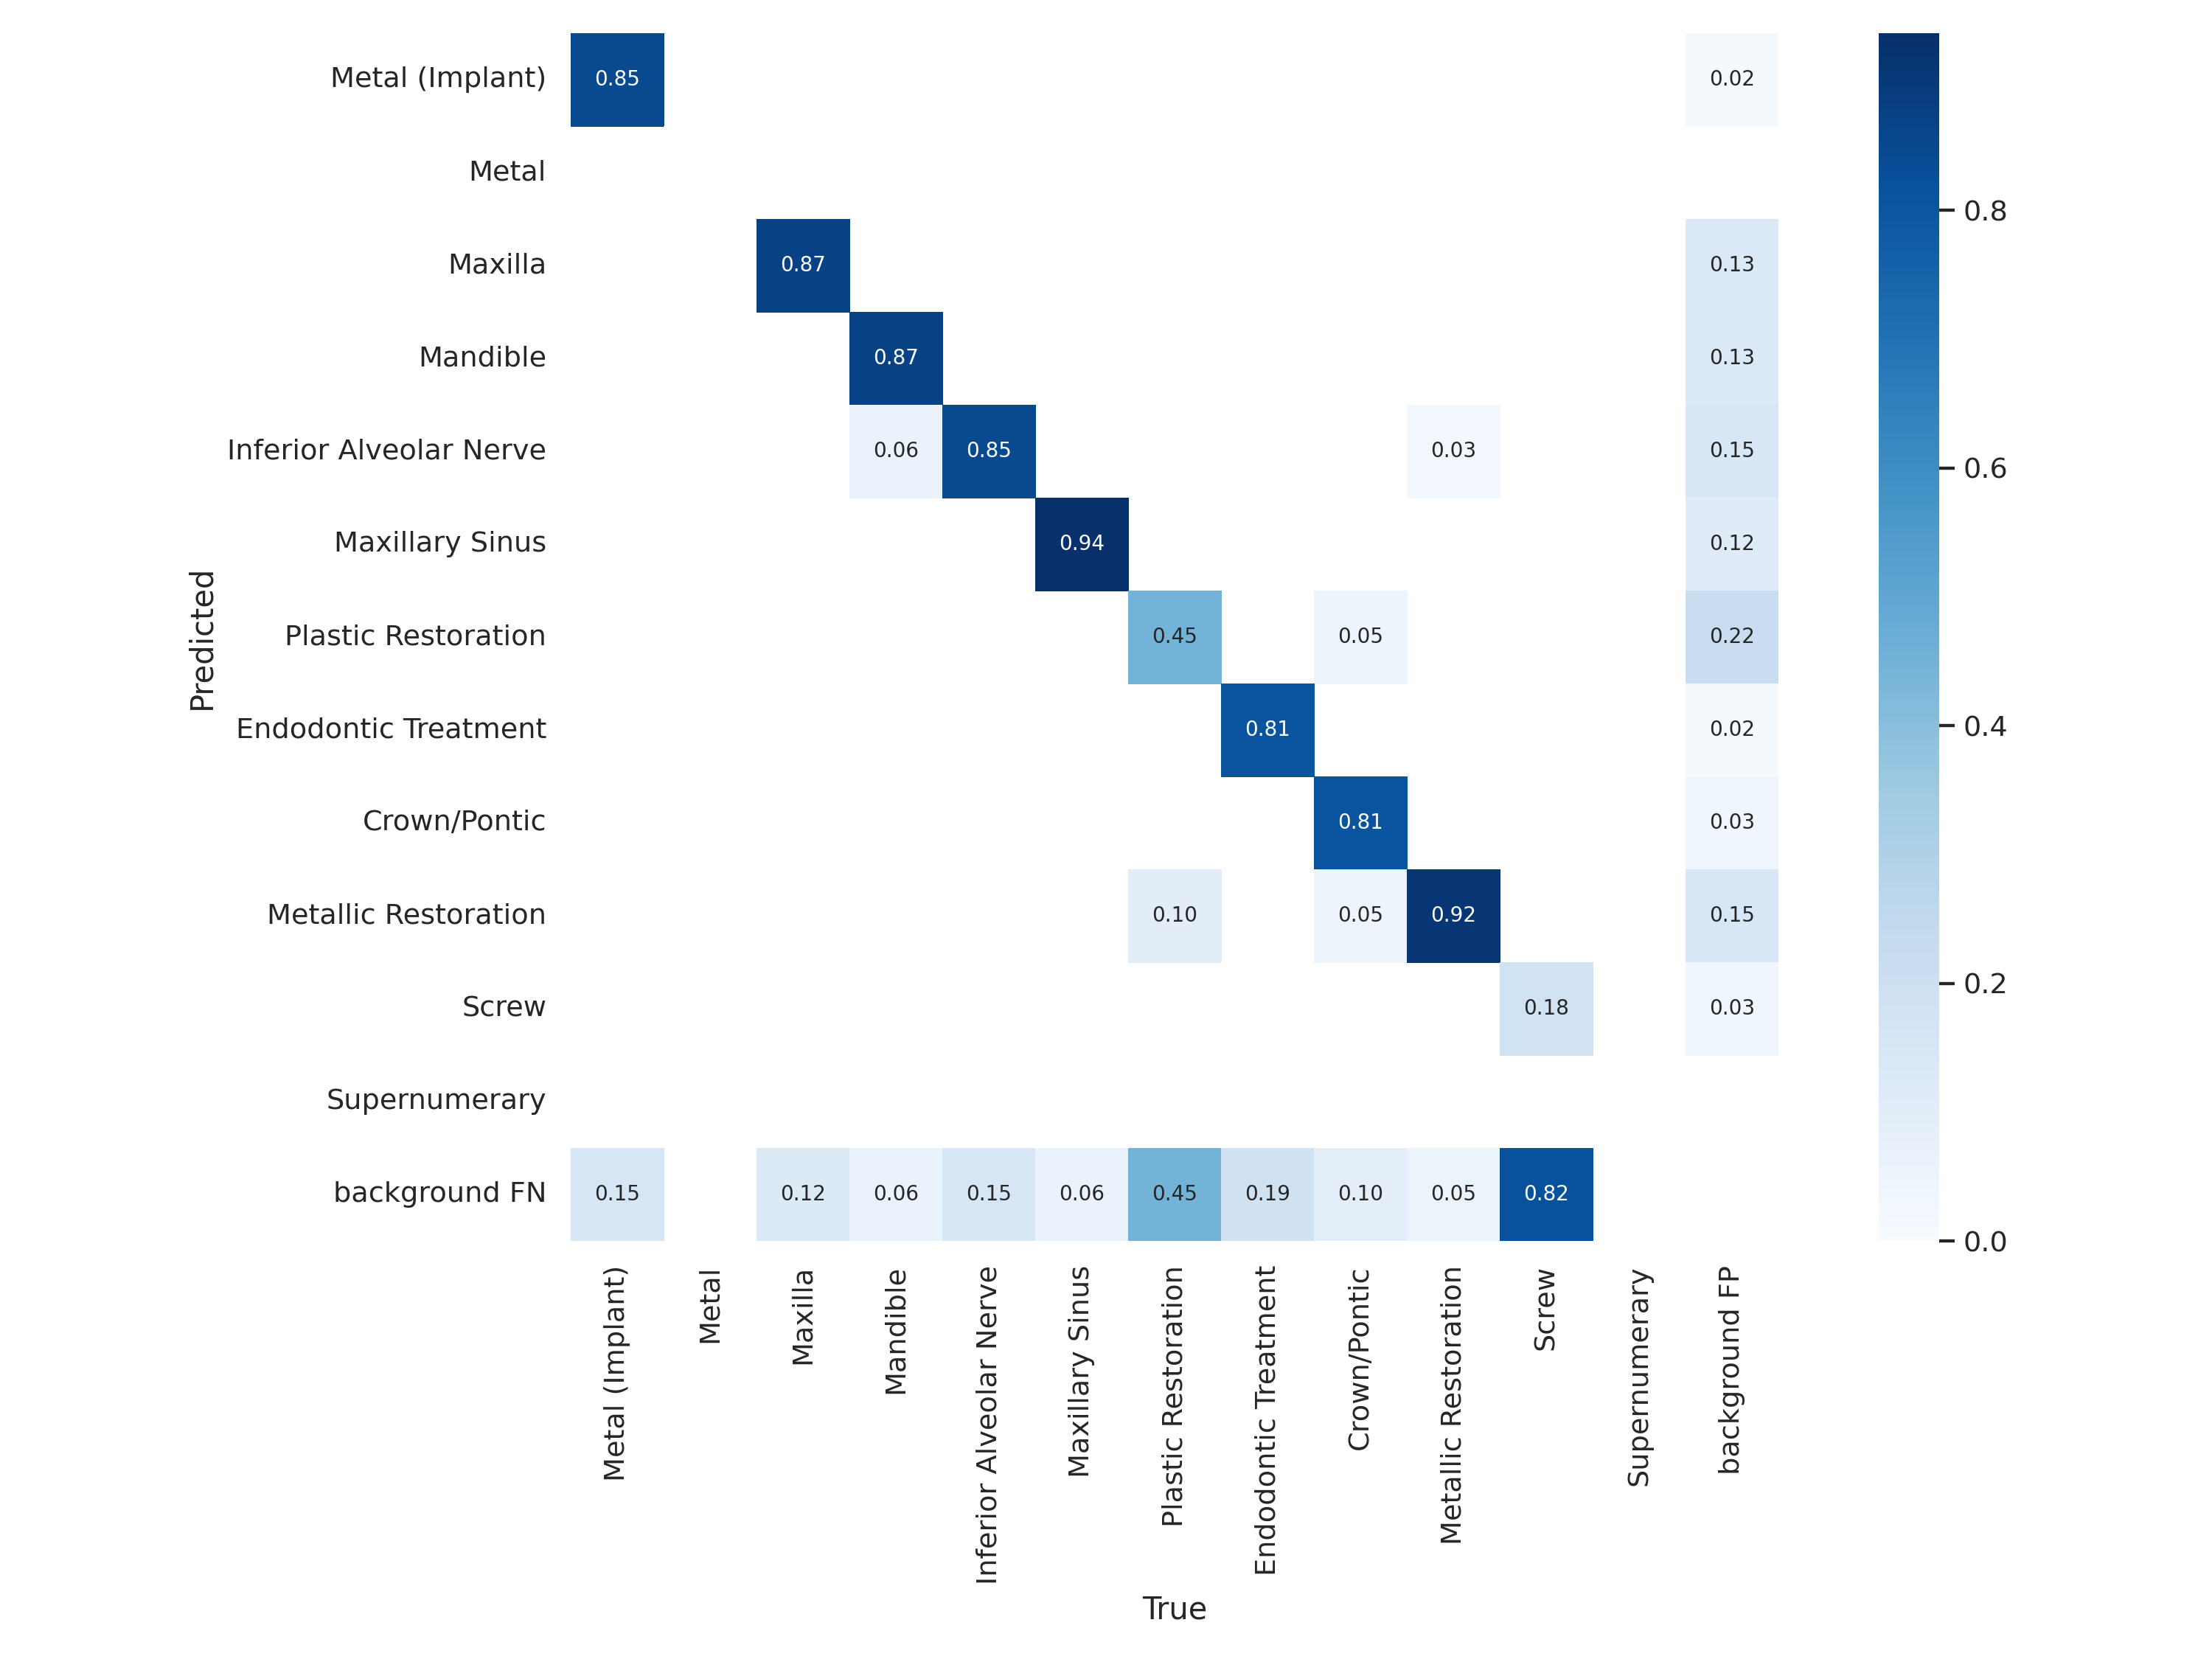 Metal (Implant) 0.85 0.02
Metal
Maxilla 0.87 0.13
Mandible 0.87 0.13
Inferior Alveolar Nerve 0.06 0.85 0.03 0.15
Maxillary Sinus 0.94 0.12
Plastic Restoration 0.45 0.05 0.22
Endodontic Treatment 0.81 0.02
Crown/Pontic 0.81 0.03
Metallic Restoration 0.10 0.05 0.92 0.15
Screw 0.18 0.03
Supernumerary
background FN 0.15 0.12 0.06 0.15 0.06 0.45 0.19 0.10 0.05 0.82
Predicted
Metal (Implant)
Metal
Maxilla
Mandible
Inferior Alveolar Nerve
Maxillary Sinus
Plastic Restoration
Endodontic Treatment
Crown/Pontic
Metallic Restoration
Screw
Supernumerary
background FP
True
0.8
0.6
0.4
0.2
0.0